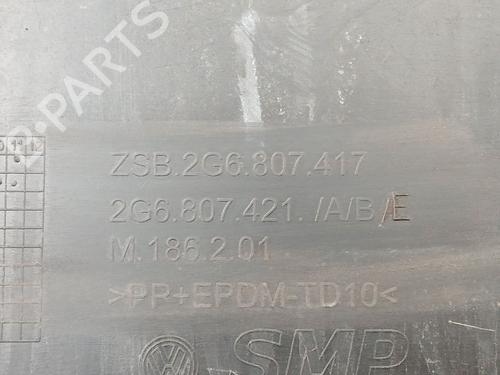 B-PARTS
ZSB.2G6.807.417
2G6.807.421. /A/B/E
M.186.2.01
>PP+EPDM-TD10<
SMP